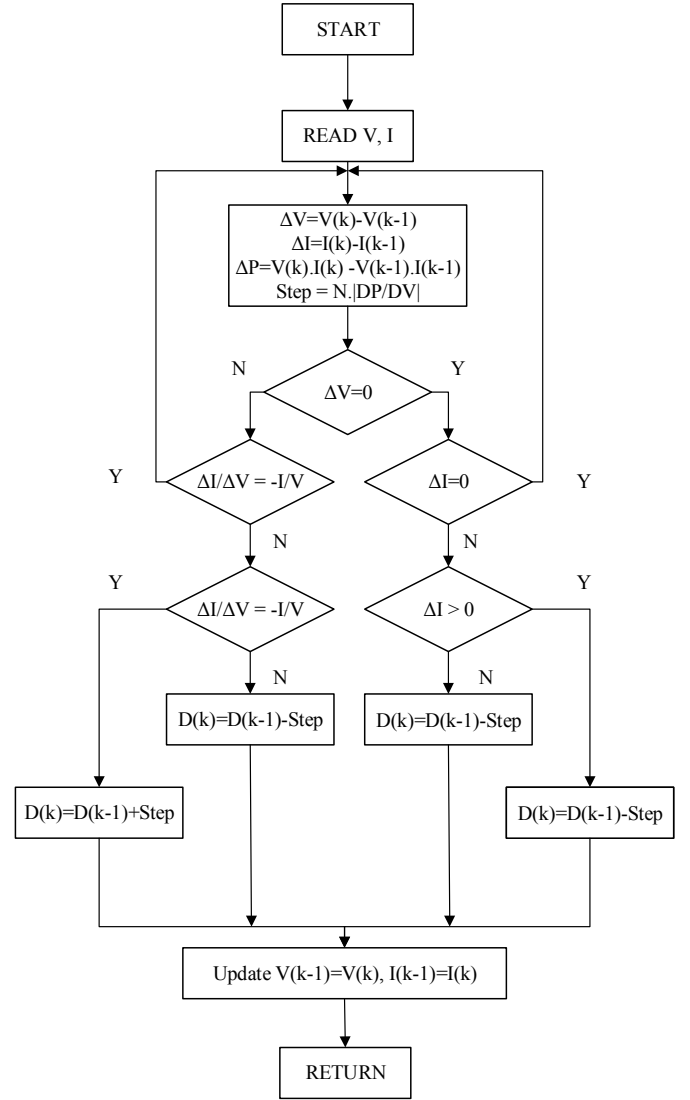 START
READ V, I
ΔV=V(k)-V(k-1)
ΔI=I(k)-I(k-1)
ΔP=V(k).I(k) -V(k-1).I(k-1)
Step = N.|DP/DV|
N
Y
ΔV=0
Y
ΔI/ΔV = -I/V
ΔI=0
Y
N
N
Y
ΔI/ΔV = -I/V
ΔI > 0
Y
N
N
D(k)=D(k-1)-Step
D(k)=D(k-1)-Step
D(k)=D(k-1)+Step
D(k)=D(k-1)-Step
Update V(k-1)=V(k), I(k-1)=I(k)
RETURN